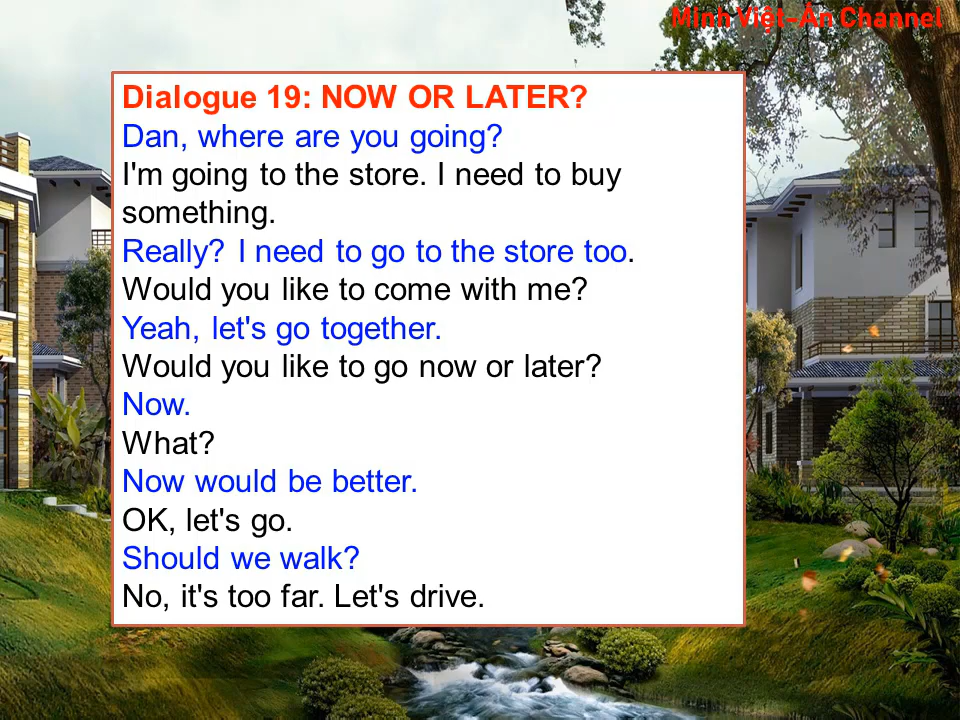 Minh Việt-Ân Channel
Dialogue 19: NOW OR LATER?
Dan, where are you going?
I'm going to the store. I need to buy
something.
Really? I need to go to the store too.
Would you like to come with me?
Yeah, let's go together.
Would you like to go now or later?
Now.
What?
Now would be better.
OK, let's go.
Should we walk?
No, it's too far. Let's drive.